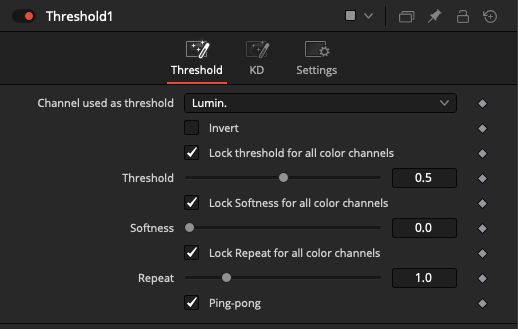 Threshold1
Threshold KD Settings
Channel used as threshold Lumin.
Invert
Lock threshold for all color channels
Threshold 0.5
Lock Softness for all color channels
Softness 0.0
Lock Repeat for all color channels
Repeat 1.0
Ping-pong